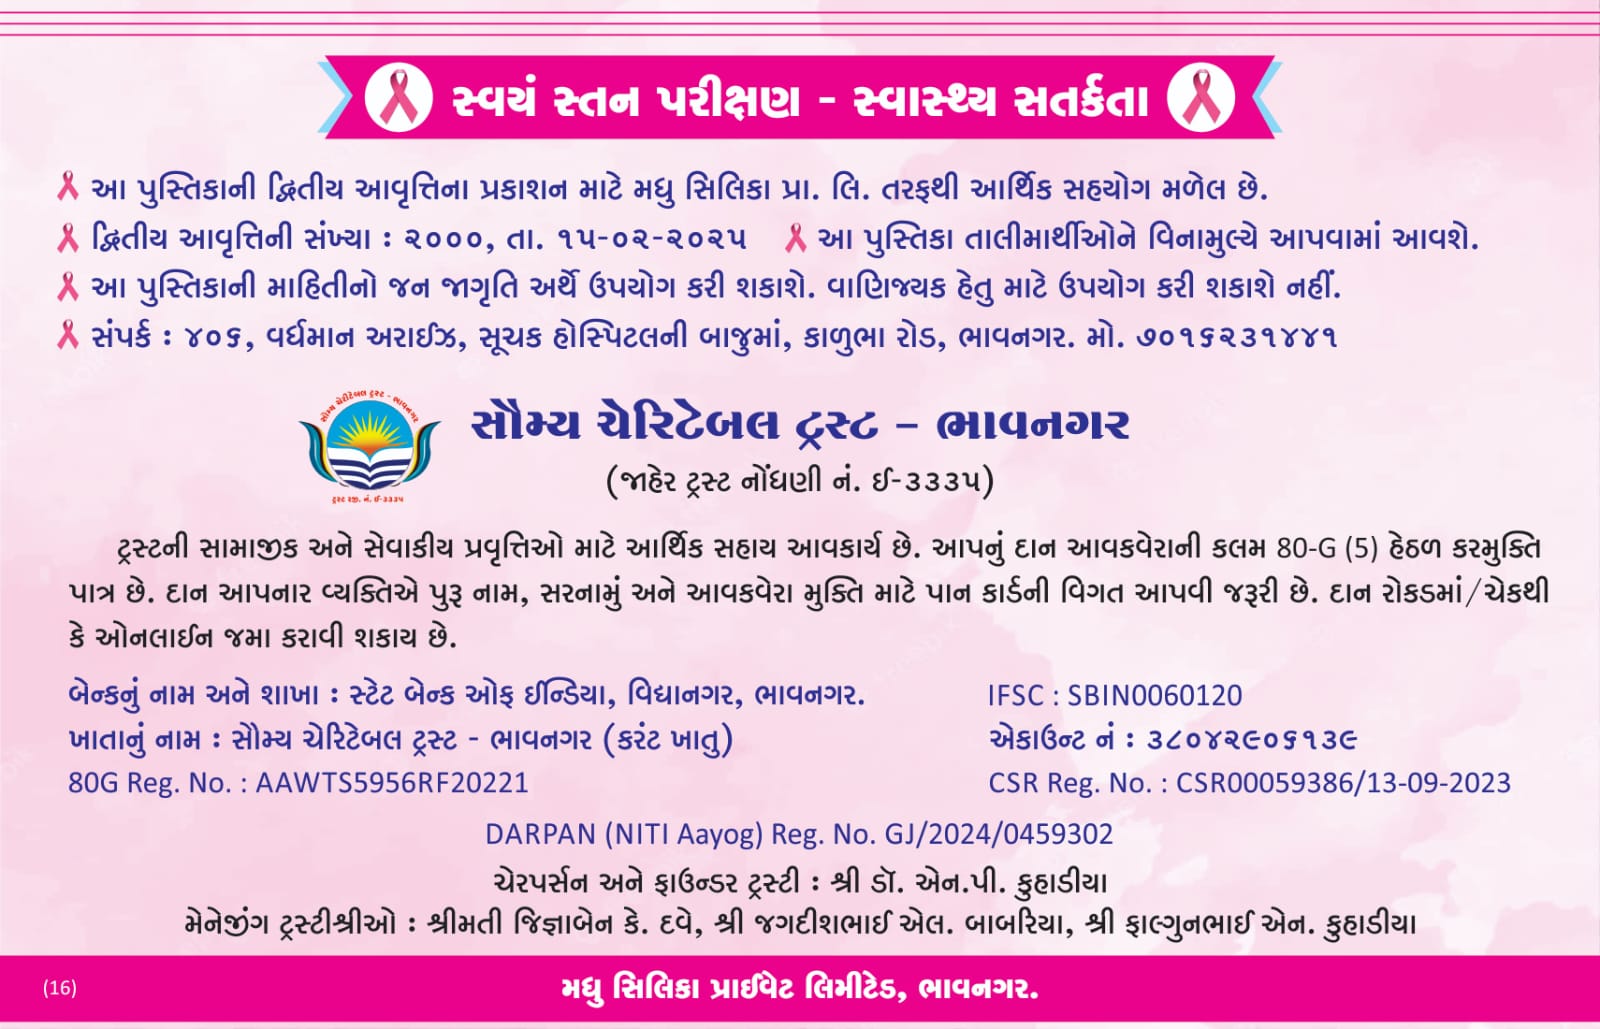 સ્વયં સ્તન પરીક્ષણ - સ્વાસ્થ્ય સતર્કતા
આ પુસ્તિકાની દ્વિતીય આવૃત્તિના પ્રકાશન માટે મધુ સિલિકા પ્રા. લિ. તરફથી આર્થિક સહયોગ મળેલ છે.
દ્વિતીય આવૃત્તિની સંખ્યા : ૨૦૦૦, તા. ૧૫-૦૨-૨૦૨૫ આ પુસ્તિકા તાલીમાર્થીઓને વિનામુલ્યે આપવામાં આવશે.
આ પુસ્તિકાની માહિતીનો જન જાગૃતિ અર્થે ઉપયોગ કરી શકાશે. વાણિજ્યક હેતુ માટે ઉપયોગ કરી શકાશે નહીં.
સંપર્ક : ૪૦૬, વર્ધમાન અરાઈઝ, સૂચક હોસ્પિટલની બાજુમાં, કાળુભા રોડ, ભાવનગર. મો. ૭૦૧૬૨૩૧૪૪૧
સૌમ્ય ચેરીટેબલ ટ્રસ્ટ - ભાવનગર
ટ્રસ્ટ રજી. નં. ઈ-૩૩૩૫
સૌમ્ય ચેરિટેબલ ટ્રસ્ટ – ભાવનગર
(જાહેર ટ્રસ્ટ નોંધણી નં. ઈ-૩૩૩૫)
ટ્રસ્ટની સામાજીક અને સેવાકીય પ્રવૃત્તિઓ માટે આર્થિક સહાય આવકાર્ય છે. આપનું દાન આવકવેરાની કલમ 80-G (5) હેઠળ કરમુક્તિ
પાત્ર છે. દાન આપનાર વ્યક્તિએ પુરૂ નામ, સરનામું અને આવકવેરા મુક્તિ માટે પાન કાર્ડની વિગત આપવી જરૂરી છે. દાન રોકડમાં/ચેકથી
કે ઓનલાઈન જમા કરાવી શકાય છે.
બેન્કનું નામ અને શાખા : સ્ટેટ બેન્ક ઓફ ઈન્ડિયા, વિદ્યાનગર, ભાવનગર. IFSC : SBIN0060120
ખાતાનું નામ : સૌમ્ય ચેરિટેબલ ટ્રસ્ટ - ભાવનગર (કરંટ ખાતુ) એકાઉન્ટ નં : ૩૮૦૪૨૯૦૬૧૩૯
80G Reg. No. : AAWTS5956RF20221 CSR Reg. No. : CSR00059386/13-09-2023
DARPAN (NITI Aayog) Reg. No. GJ/2024/0459302
ચેરપર્સન અને ફાઉન્ડર ટ્રસ્ટી : શ્રી ડૉ. એન.પી. કુહાડીયા
મેનેજીંગ ટ્રસ્ટીશ્રીઓ : શ્રીમતી જિજ્ઞાબેન કે. દવે, શ્રી જગદીશભાઈ એલ. બાબરિયા, શ્રી ફાલ્ગુનભાઈ એન. કુહાડીયા
(16) મધુ સિલિકા પ્રાઈવેટ લિમીટેડ, ભાવનગર.